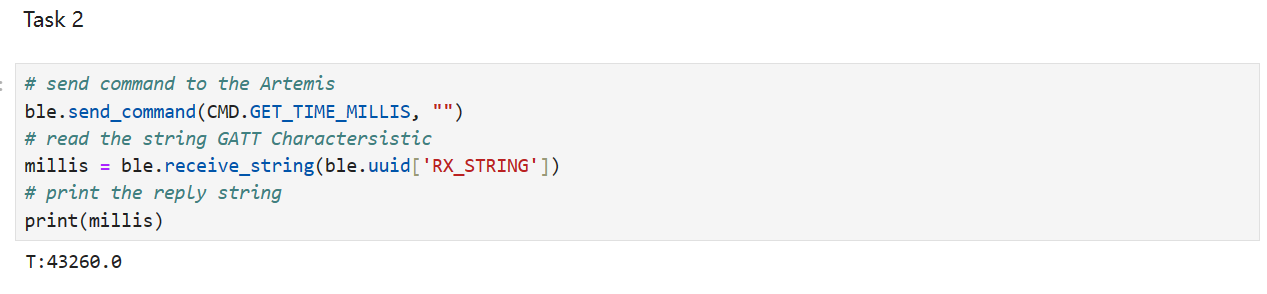 Task 2
# send command to the Artemis
ble.send_command(CMD.GET_TIME_MILLIS, "")
# read the string GATT Charactersistic
millis = ble.receive_string(ble.uuid['RX_STRING'])
# print the reply string
print(millis)
T:43260.0